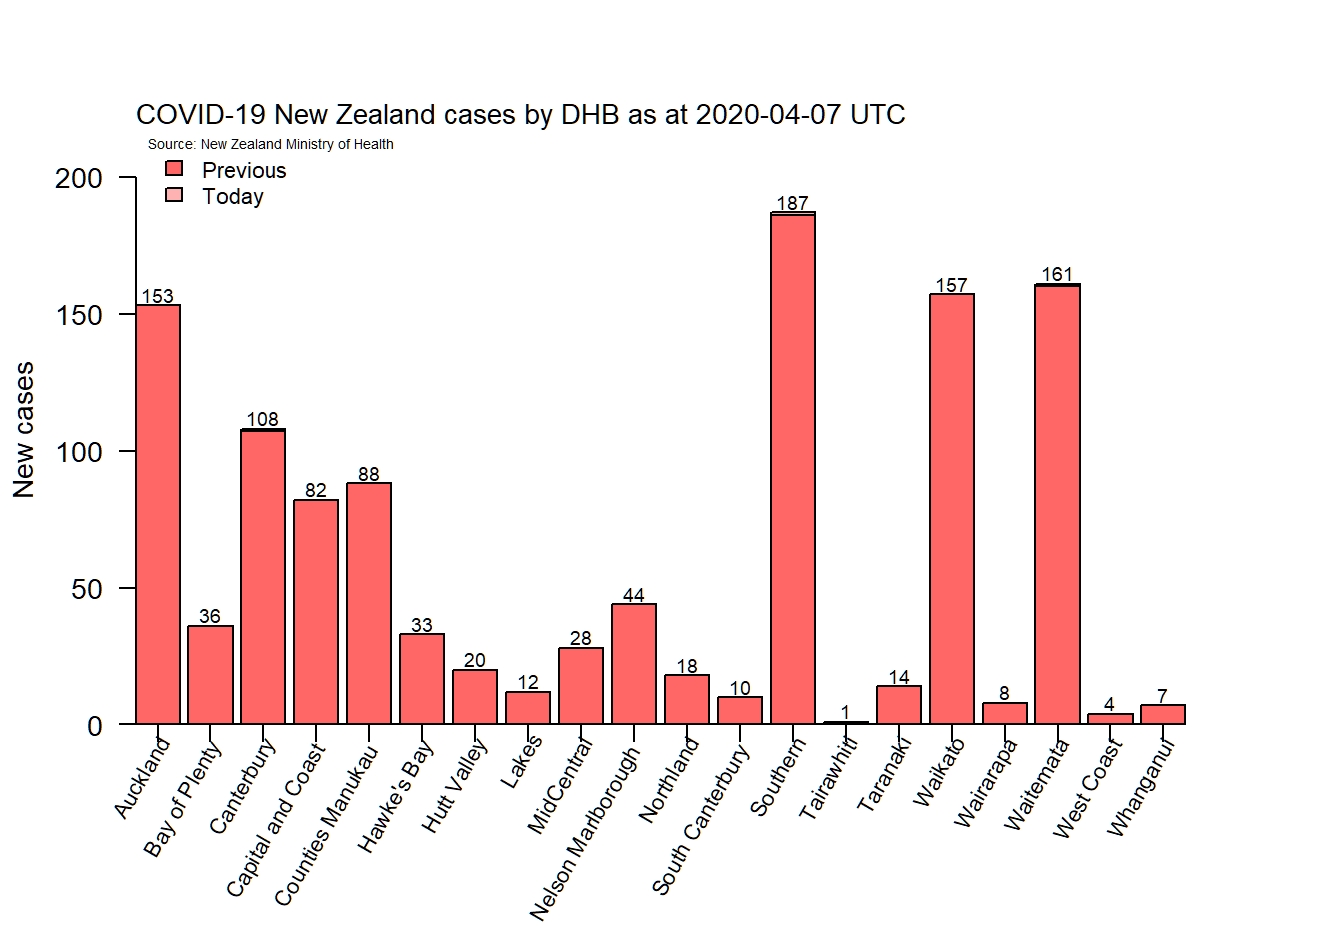 COVID-19 New Zealand cases by DHB as at 2020-04-07 UTC
Source: New Zealand Ministry of Health
Previous
Today
New cases
200
150
100
50
0
153
36
108
82
88
33
20
12
28
44
18
10
187
1
14
157
8
161
4
7
Auckland
Bay of Plenty
Canterbury
Capital and Coast
Counties Manukau
Hawke's Bay
Hutt Valley
Lakes
MidCentral
Nelson Marlborough
Northland
South Canterbury
Southern
Tairawhiti
Taranaki
Waikato
Wairarapa
Waitemata
West Coast
Whanganui